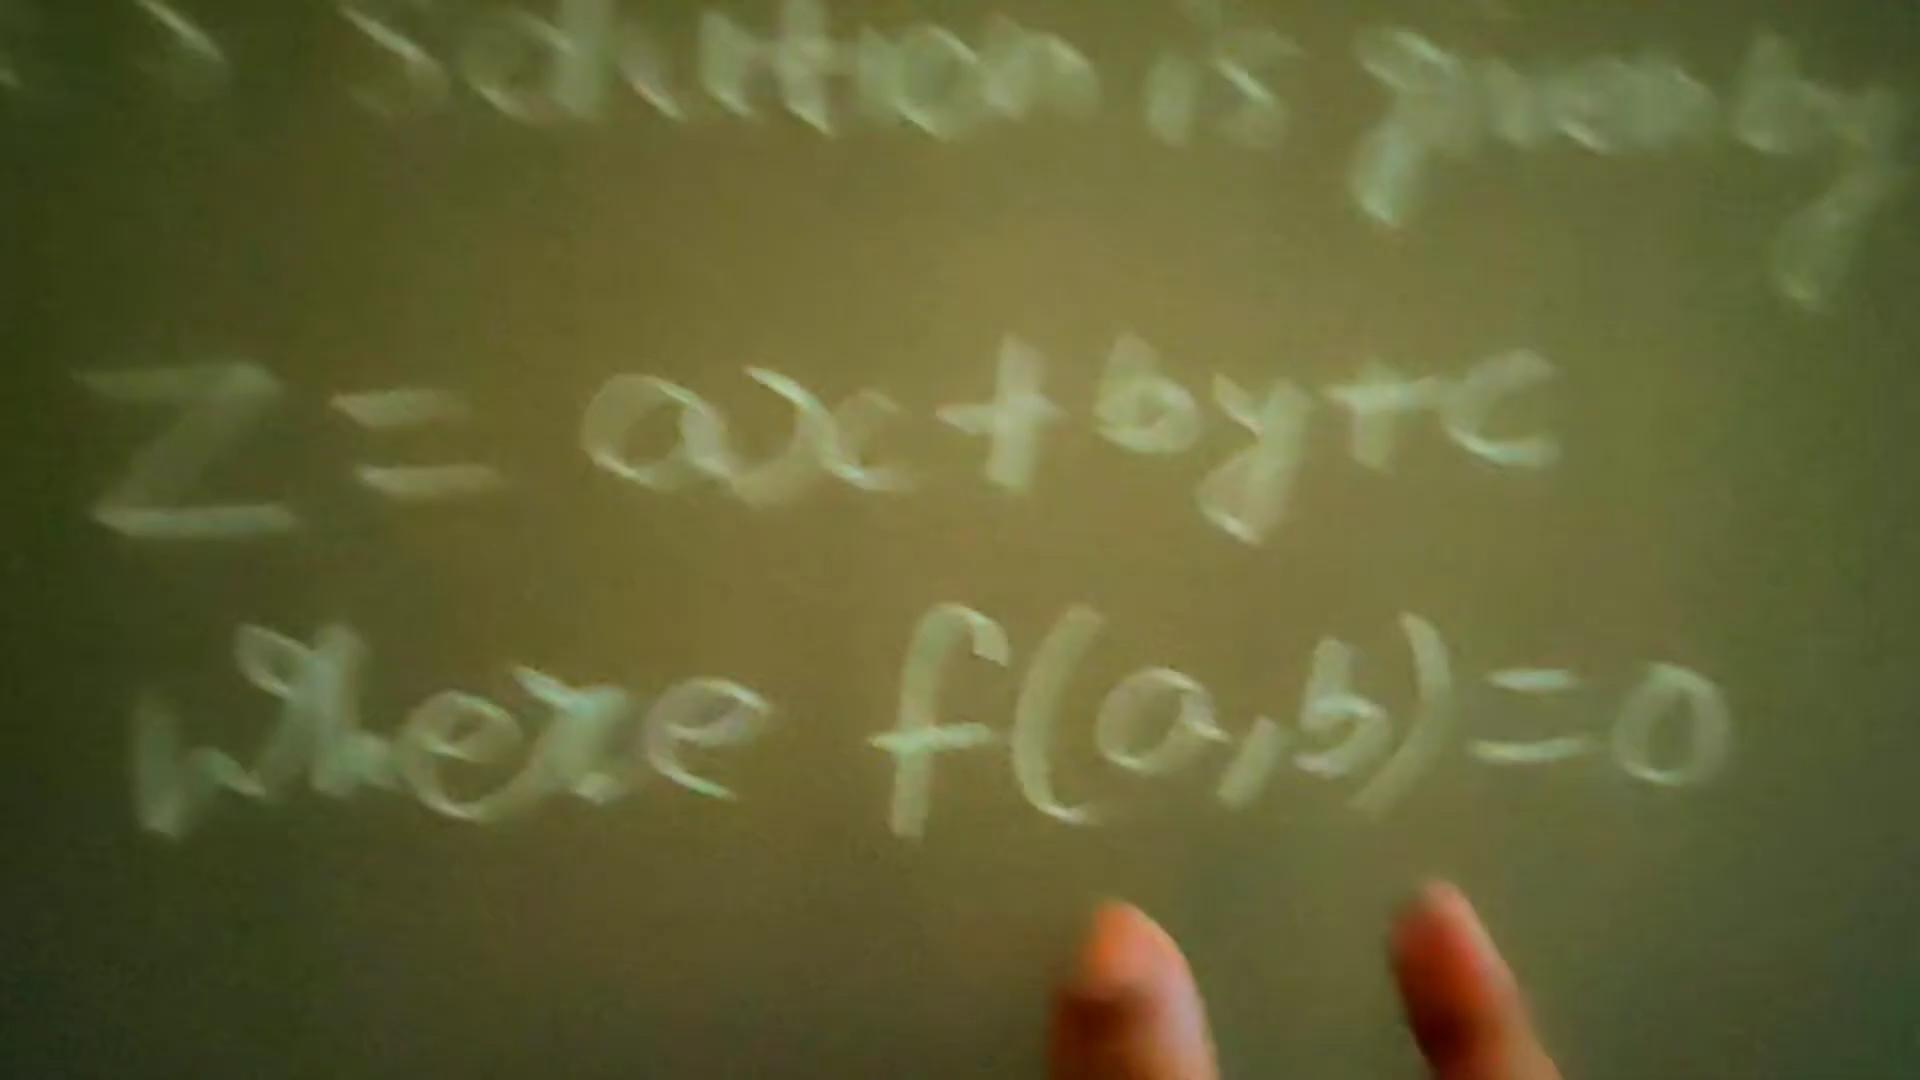 solution is given by
Z = ax + by + c
where f(a,b) = 0